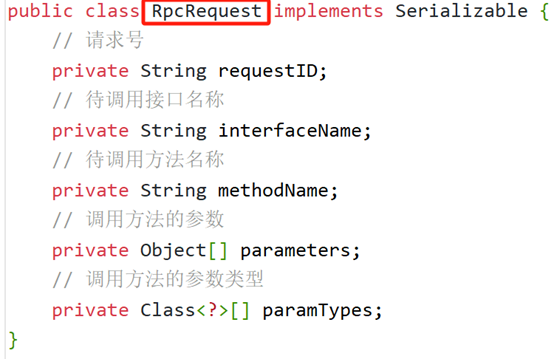 public class RpcRequest implements Serializable {
// 请求号
private String requestID;
// 待调用接口名称
private String interfaceName;
// 待调用方法名称
private String methodName;
// 调用方法的参数
private Object[] parameters;
// 调用方法的参数类型
private Class<?>[] paramTypes;
}